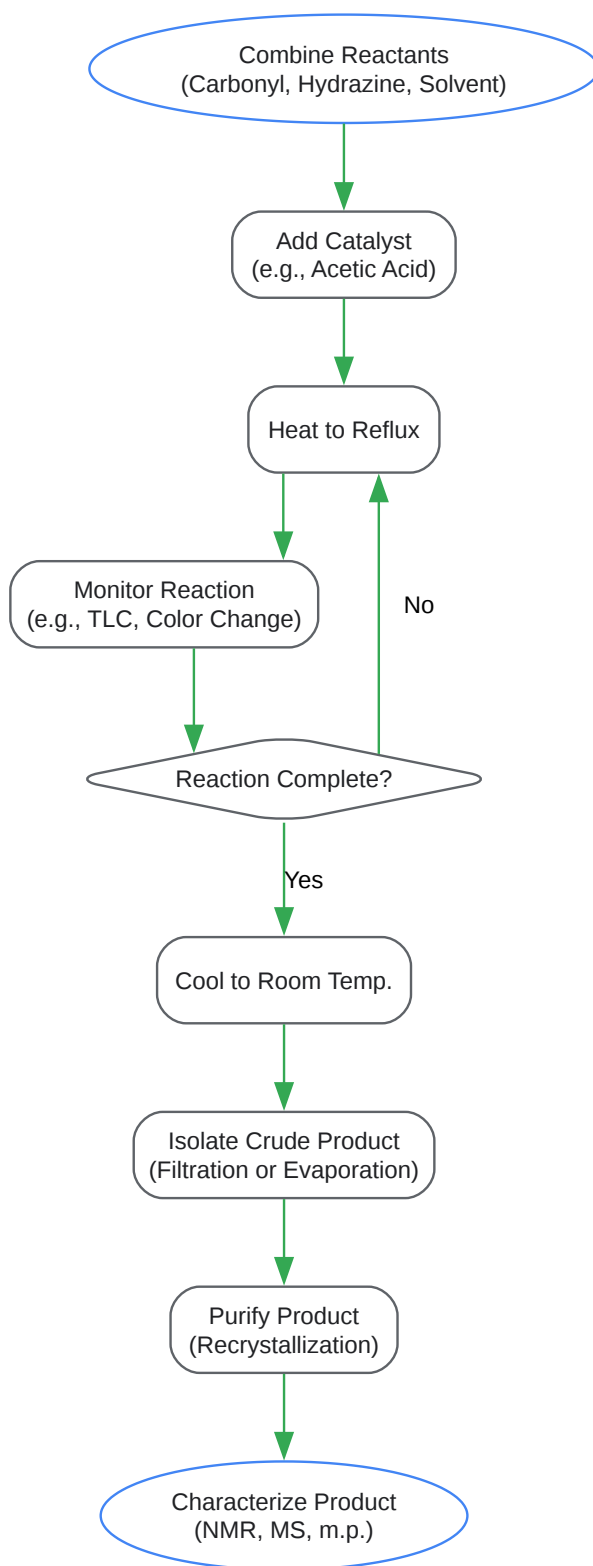 Combine Reactants
(Carbonyl, Hydrazine, Solvent)
Add Catalyst
(e.g., Acetic Acid)
Heat to Reflux
Monitor Reaction
(e.g., TLC, Color Change)
No
Reaction Complete?
Yes
Cool to Room Temp.
Isolate Crude Product
(Filtration or Evaporation)
Purify Product
(Recrystallization)
Characterize Product
(NMR, MS, m.p.)